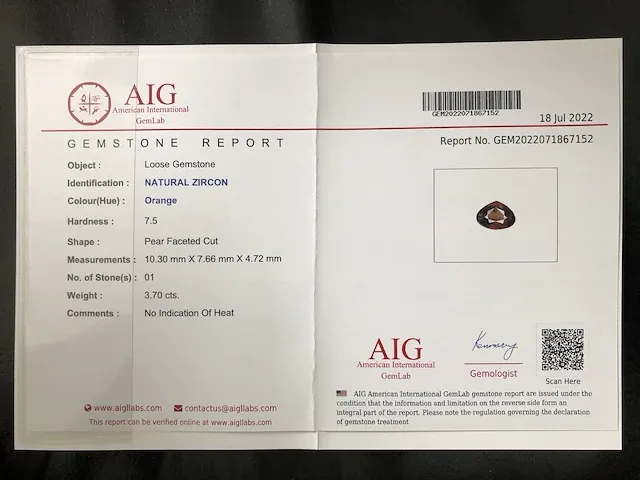 AIG
American International
GemLab
GEMSTONE REPORT
Object : Loose Gemstone
Identification : NATURAL ZIRCON
Colour(Hue) : Orange
Hardness : 7.5
Shape : Pear Faceted Cut
Measurements : 10.30 mm X 7.66 mm X 4.72 mm
No. of Stone(s) : 01
Weight : 3.70 cts.
Comments : No Indication Of Heat
www.aigllabs.com contactus@aigllabs.com
This report can be verified online at www.aigllabs.com
GEM2022071867152
18 Jul 2022
Report No. GEM2022071867152
AIG
American International
GemLab
Gemologist
Scan Here
AIG American International GemLab gemstone report are issued under the
condition that the information and limitation on the reverse side form an
integral part of the report. Please note the regulation governing the declaration
of gemstone treatment